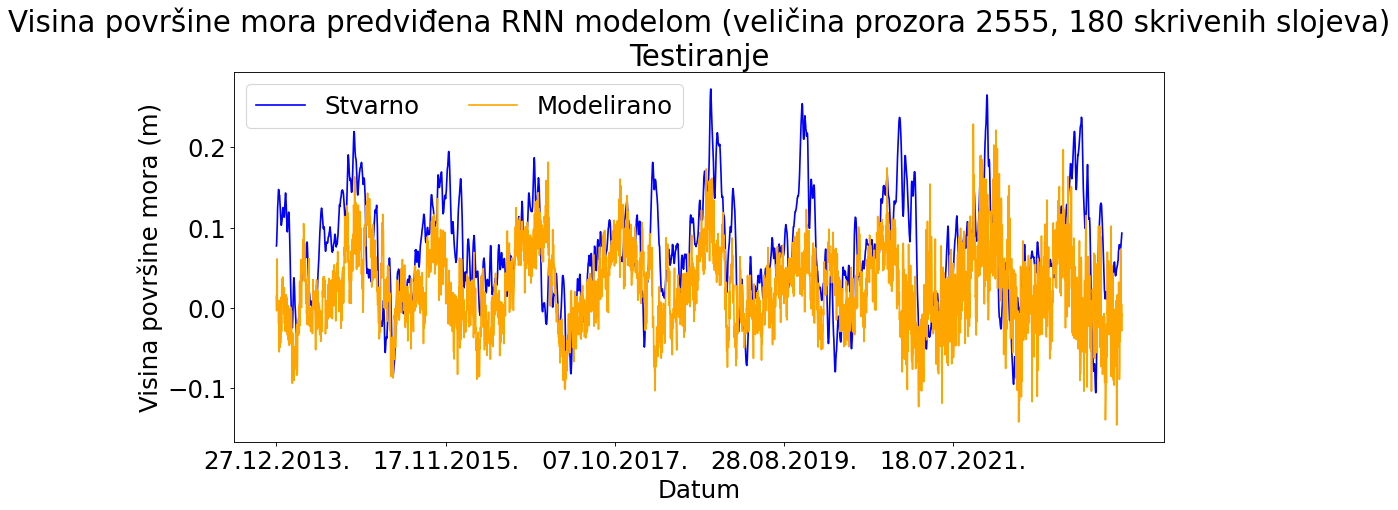 Visina površine mora predviđena RNN modelom (veličina prozora 2555, 180 skrivenih slojeva)
Testiranje
Stvarno Modelirano
Visina površine mora (m)
0.2
0.1
0.0
−0.1
27.12.2013. 17.11.2015. 07.10.2017. 28.08.2019. 18.07.2021.
Datum